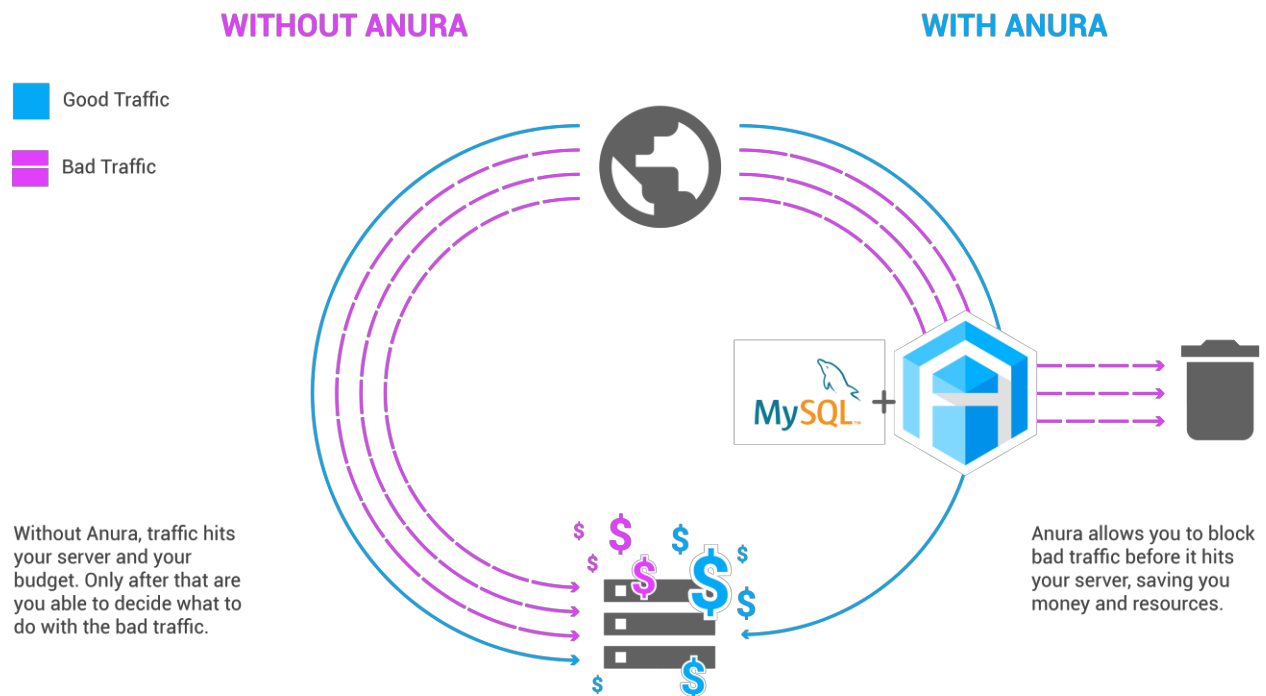 WITHOUT ANURA
WITH ANURA
Good Traffic
Bad Traffic
MySQL™
+
Without Anura, traffic hits
your server and your
budget. Only after that are
you able to decide what to
do with the bad traffic.
$ $ $ $ $ $ $ $ $ $
Anura allows you to block
bad traffic before it hits
your server, saving you
money and resources.